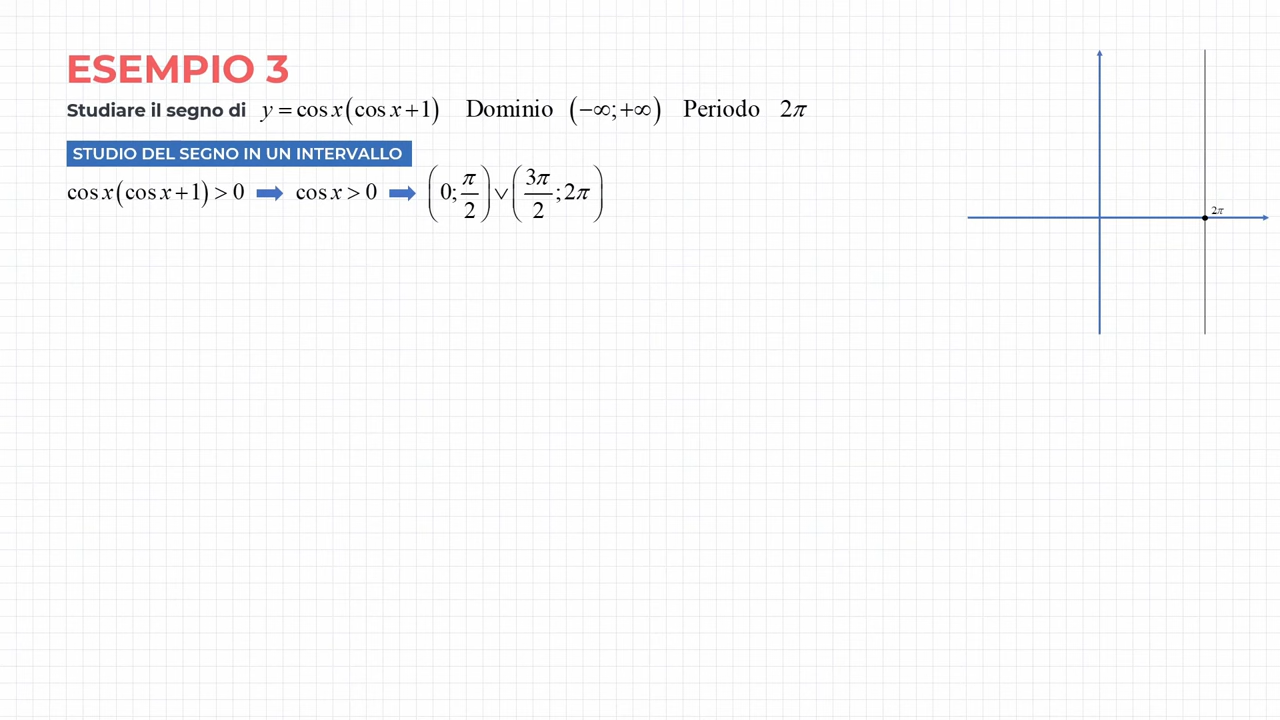 ESEMPIO 3
Studiare il segno di y = cos x (cos x + 1) Dominio (−∞; +∞) Periodo 2π
STUDIO DEL SEGNO IN UN INTERVALLO
cos x (cos x + 1) > 0 ➡ cos x > 0 ➡ (0; π/2) ∨ (3π/2; 2π)
2π